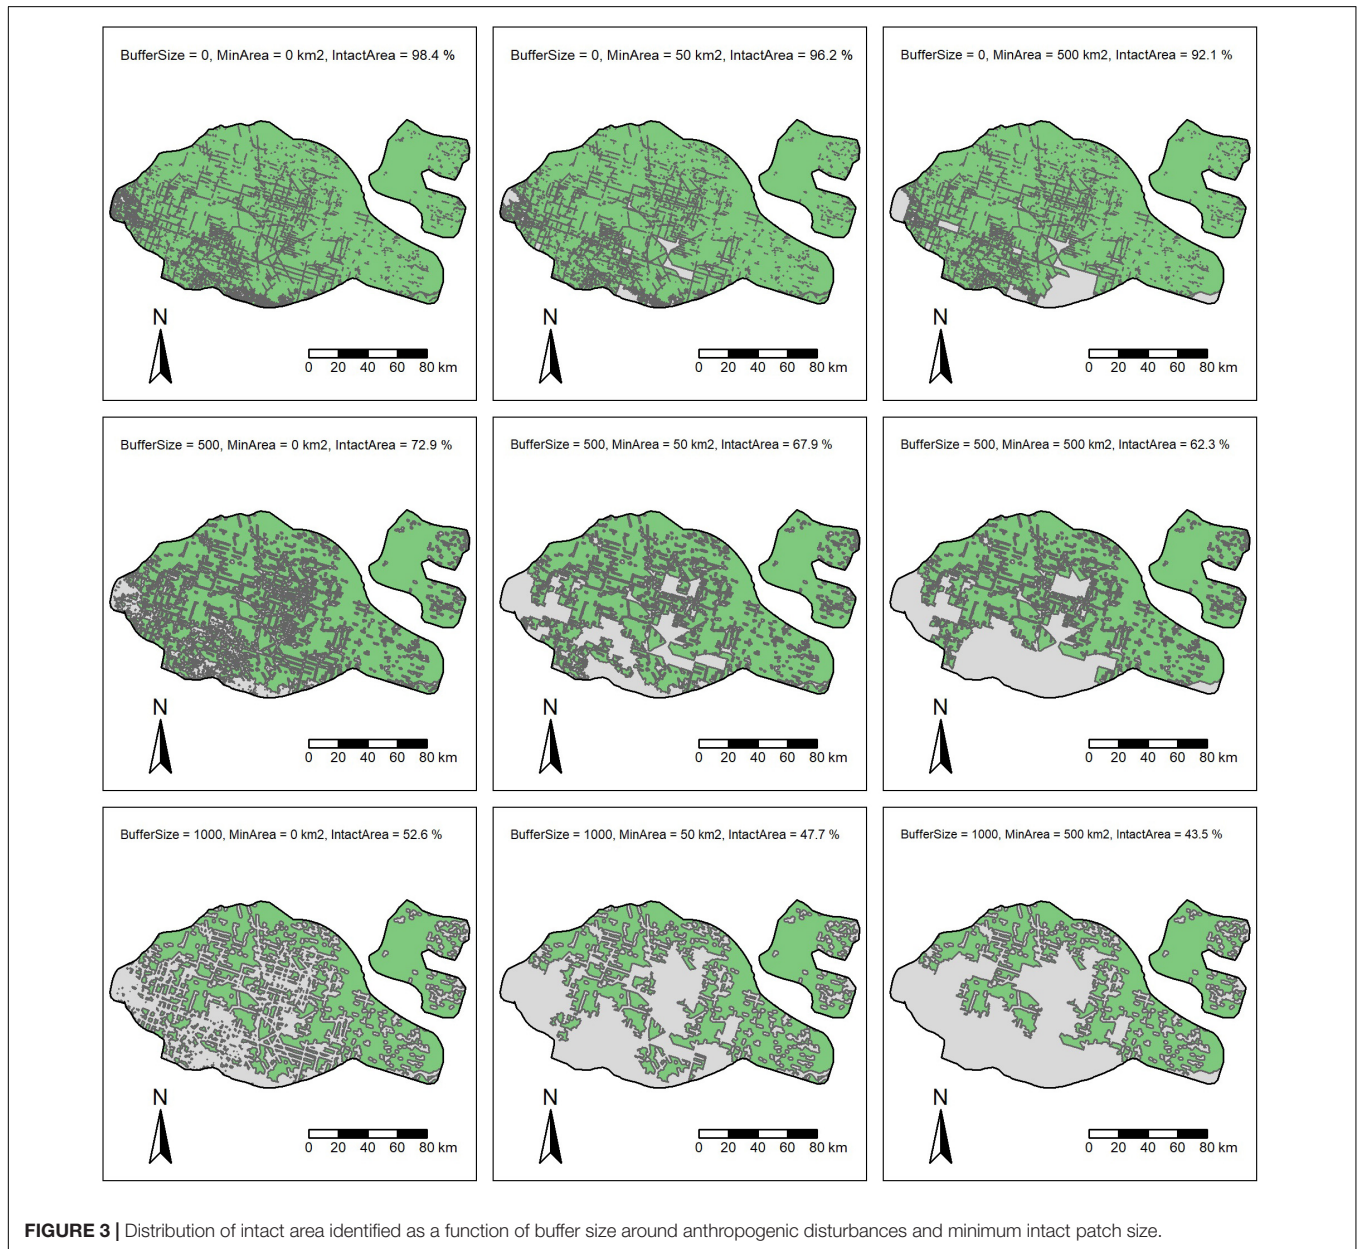 BufferSize = 0, MinArea = 0 km2, IntactArea = 98.4 %
N
0 20 40 60 80 km
BufferSize = 0, MinArea = 50 km2, IntactArea = 96.2 %
N
0 20 40 60 80 km
BufferSize = 0, MinArea = 500 km2, IntactArea = 92.1 %
N
0 20 40 60 80 km
BufferSize = 500, MinArea = 0 km2, IntactArea = 72.9 %
N
0 20 40 60 80 km
BufferSize = 500, MinArea = 50 km2, IntactArea = 67.9 %
N
0 20 40 60 80 km
BufferSize = 500, MinArea = 500 km2, IntactArea = 62.3 %
N
0 20 40 60 80 km
BufferSize = 1000, MinArea = 0 km2, IntactArea = 52.6 %
N
0 20 40 60 80 km
BufferSize = 1000, MinArea = 50 km2, IntactArea = 47.7 %
N
0 20 40 60 80 km
BufferSize = 1000, MinArea = 500 km2, IntactArea = 43.5 %
N
0 20 40 60 80 km
FIGURE 3 | Distribution of intact area identified as a function of buffer size around anthropogenic disturbances and minimum intact patch size.